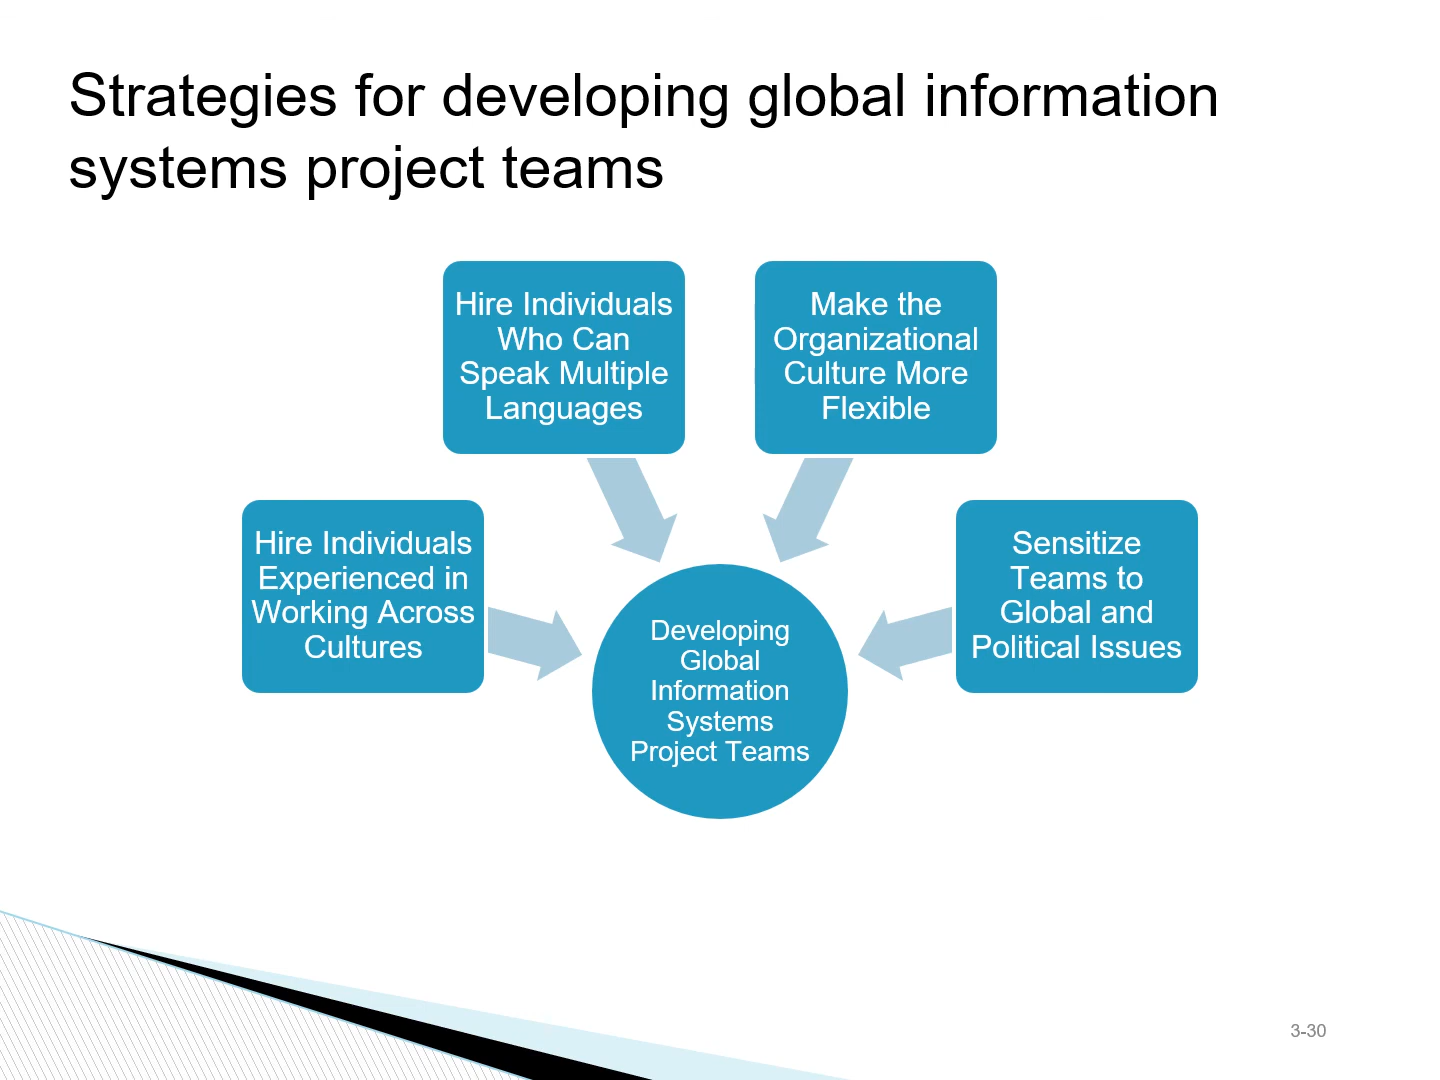 Strategies for developing global information
systems project teams
Hire Individuals
Who Can
Speak Multiple
Languages
Make the
Organizational
Culture More
Flexible
Hire Individuals
Experienced in
Working Across
Cultures
Sensitize
Teams to
Global and
Political Issues
Developing
Global
Information
Systems
Project Teams
3-30